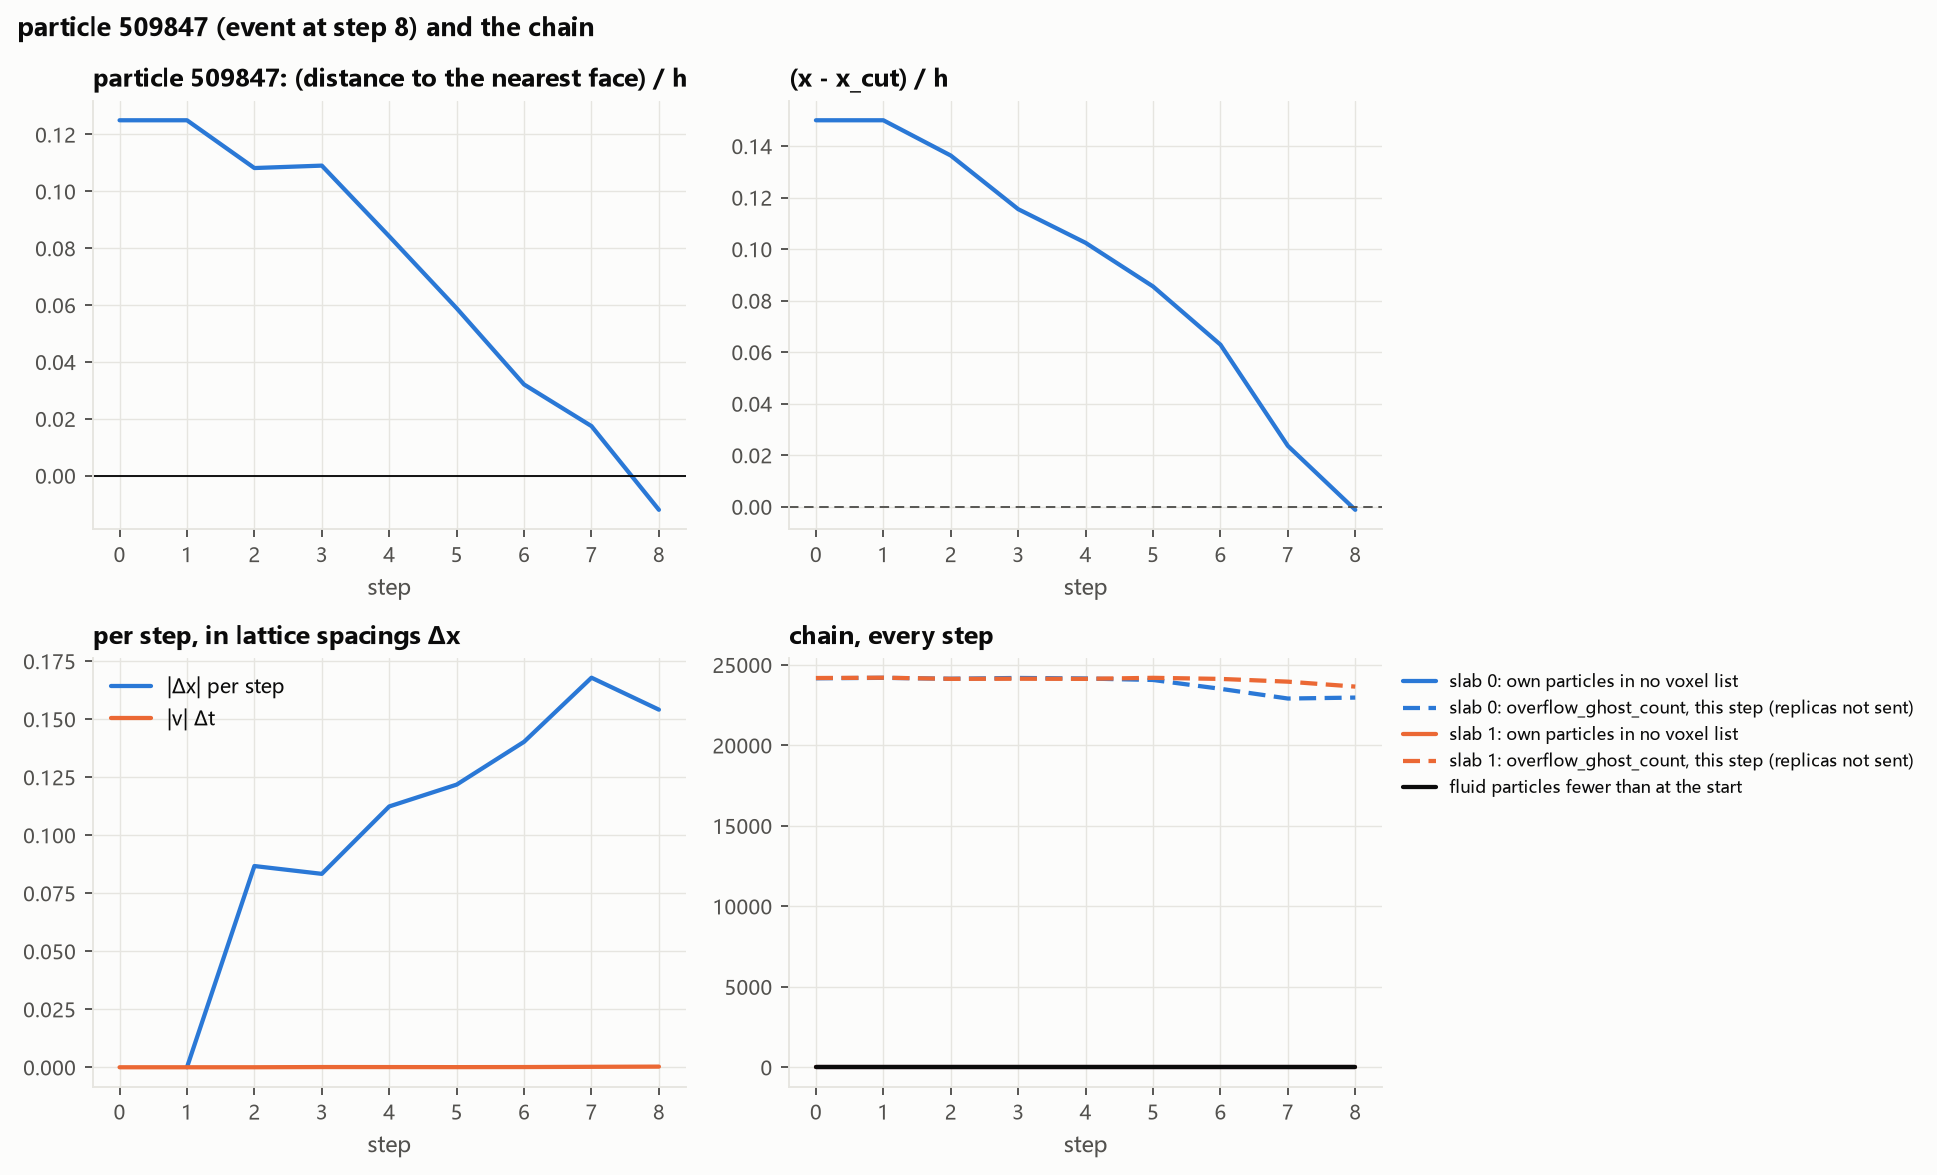 particle 509847 (event at step 8) and the chain
particle 509847: (distance to the nearest face) / h
0.12
0.10
0.08
0.06
0.04
0.02
0.00
0 1 2 3 4 5 6 7 8
step
(x - x_cut) / h
0.14
0.12
0.10
0.08
0.06
0.04
0.02
0.00
0 1 2 3 4 5 6 7 8
step
per step, in lattice spacings Δx
0.175
0.150
0.125
0.100
0.075
0.050
0.025
0.000
|Δx| per step
|v| Δt
0 1 2 3 4 5 6 7 8
step
chain, every step
25000
20000
15000
10000
5000
0
0 1 2 3 4 5 6 7 8
step
slab 0: own particles in no voxel list
slab 0: overflow_ghost_count, this step (replicas not sent)
slab 1: own particles in no voxel list
slab 1: overflow_ghost_count, this step (replicas not sent)
fluid particles fewer than at the start